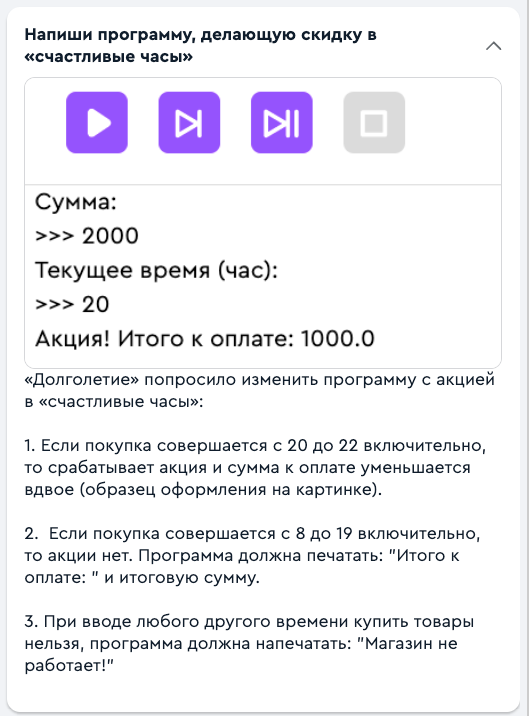 Напиши программу, делающую скидку в
«счастливые часы»
Сумма:
>>> 2000
Текущее время (час):
>>> 20
Акция! Итого к оплате: 1000.0
«Долголетие» попросило изменить программу с акцией
в «счастливые часы»:
1. Если покупка совершается с 20 до 22 включительно,
то срабатывает акция и сумма к оплате уменьшается
вдвое (образец оформления на картинке).
2.  Если покупка совершается с 8 до 19 включительно,
то акции нет. Программа должна печатать: "Итого к
оплате: " и итоговую сумму.
3. При вводе любого другого времени купить товары
нельзя, программа должна напечатать: "Магазин не
работает!"